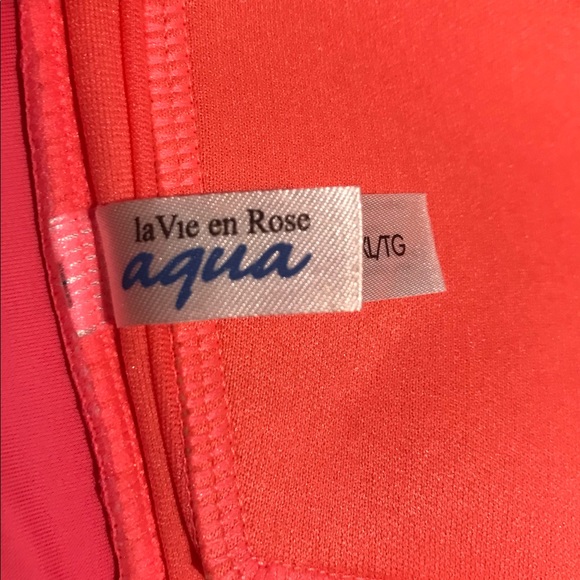 la Vie en Rose
aqua
XL/TG